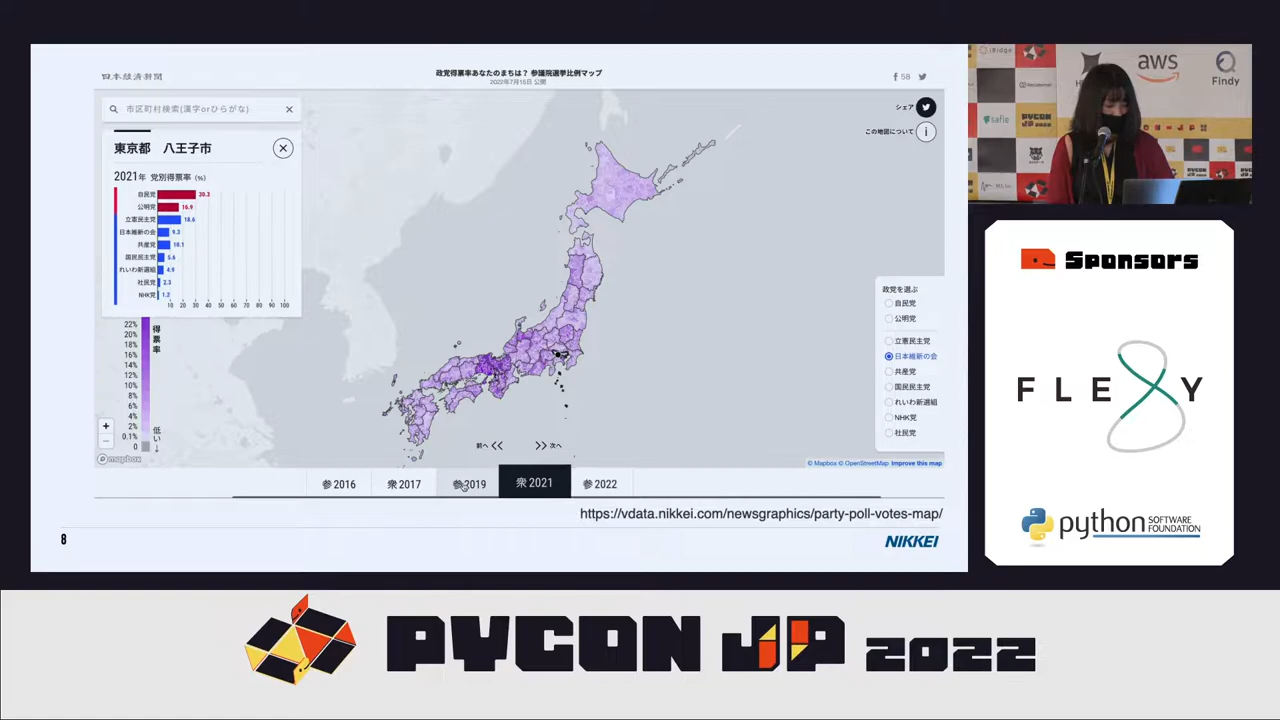 日本経済新聞
政党得票率あなたのまちは？ 参議院選挙比例マップ
2022年7月15日 公開
58
市区町村検索(漢字orひらがな)
シェア
この地図について
東京都 八王子市
2021年 党別得票率 (%)
自民党 20.3
公明党 16.9
立憲民主党 18.6
日本維新の会 9.3
共産党 10.1
国民民主党 5.6
れいわ新選組 4.9
社民党 2.3
NHK党 1.2
10 20 30 40 50 60 70 80 90 100
22%
20%
18%
16%
14%
12%
10%
8%
6%
4%
2%
0.1%
0
得票率
低い
政党を選ぶ
自民党
公明党
立憲民主党
日本維新の会
共産党
国民民主党
れいわ新選組
NHK党
社民党
前へ
次へ
mapbox
© Mapbox © OpenStreetMap Improve this map
参2016
衆2017
参2019
衆2021
参2022
https://vdata.nikkei.com/newsgraphics/party-poll-votes-map/
8
NIKKEI
aws
Findy
safie
PYCON
JP 2022
Sponsors
FLEXY
python SOFTWARE FOUNDATION
PYCON JP 2022